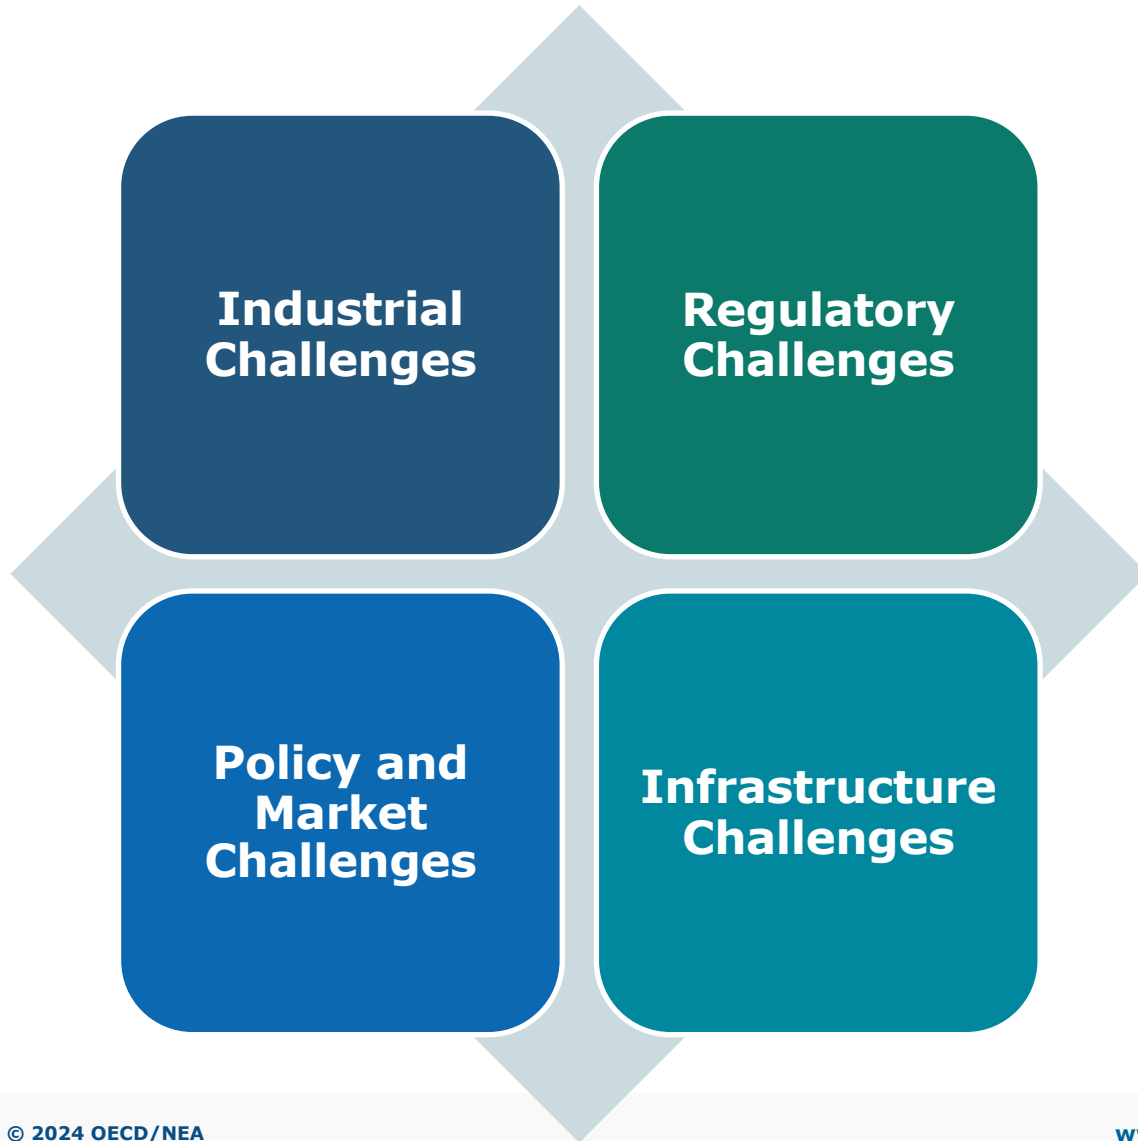 Industrial
Challenges
Regulatory
Challenges
Policy and
Market
Challenges
Infrastructure
Challenges
© 2024 OECD/NEA